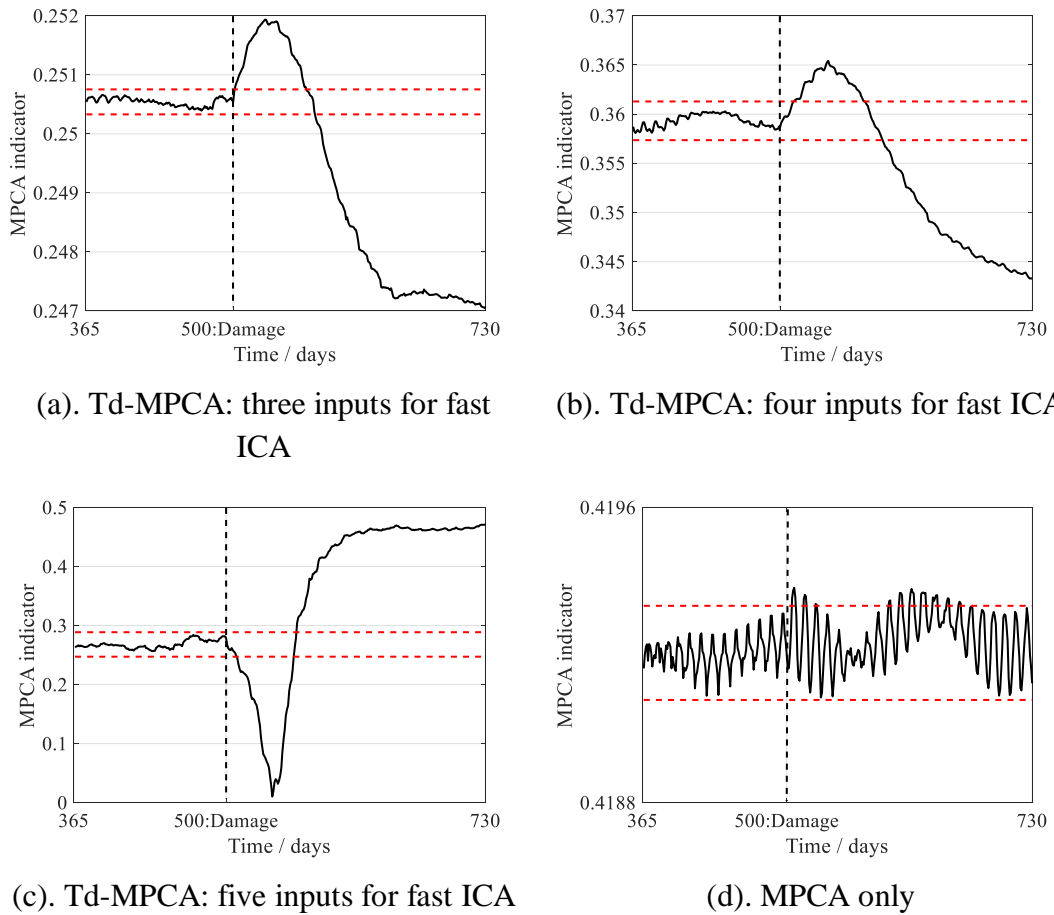 0.252
0.251
0.25
0.249
0.248
0.247
MPCA indicator
365
500:Damage
730
Time / days
(a). Td-MPCA: three inputs for fast
ICA
0.37
0.365
0.36
0.355
0.35
0.345
0.34
MPCA indicator
365
500:Damage
730
Time / days
(b). Td-MPCA: four inputs for fast ICA
0.5
0.4
0.3
0.2
0.1
0
MPCA indicator
365
500:Damage
730
Time / days
(c). Td-MPCA: five inputs for fast ICA
0.4196
0.4188
MPCA indicator
365
500:Damage
730
Time / days
(d). MPCA only